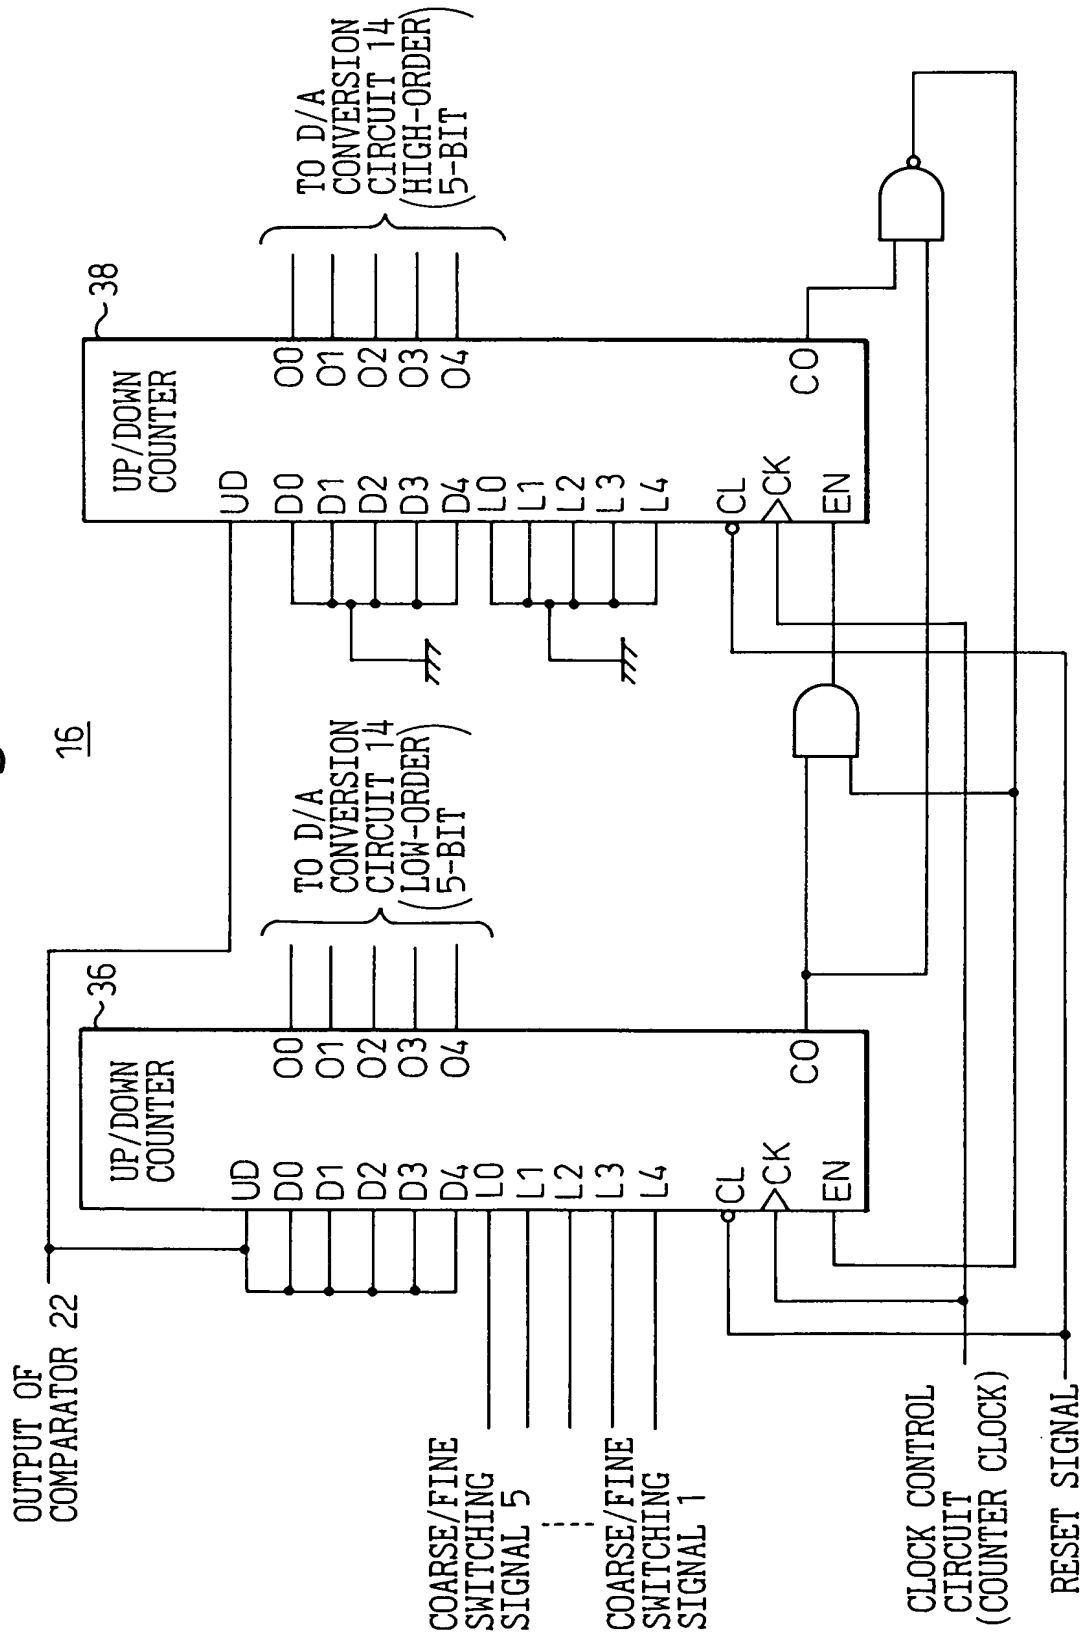 16
OUTPUT OF
COMPARATOR 22
36
UP/DOWN
COUNTER
UD
D0
D1
D2
D3
D4
L0
L1
L2
L3
L4
CL
CK
EN
O0
O1
O2
O3
O4
CO
TO D/A
CONVERSION
CIRCUIT 14
(LOW-ORDER
5-BIT)
COARSE/FINE
SWITCHING
SIGNAL 5
COARSE/FINE
SWITCHING
SIGNAL 1
CLOCK CONTROL
CIRCUIT
(COUNTER CLOCK)
RESET SIGNAL
38
UP/DOWN
COUNTER
UD
D0
D1
D2
D3
D4
L0
L1
L2
L3
L4
CL
CK
EN
O0
O1
O2
O3
O4
CO
TO D/A
CONVERSION
CIRCUIT 14
(HIGH-ORDER
5-BIT)